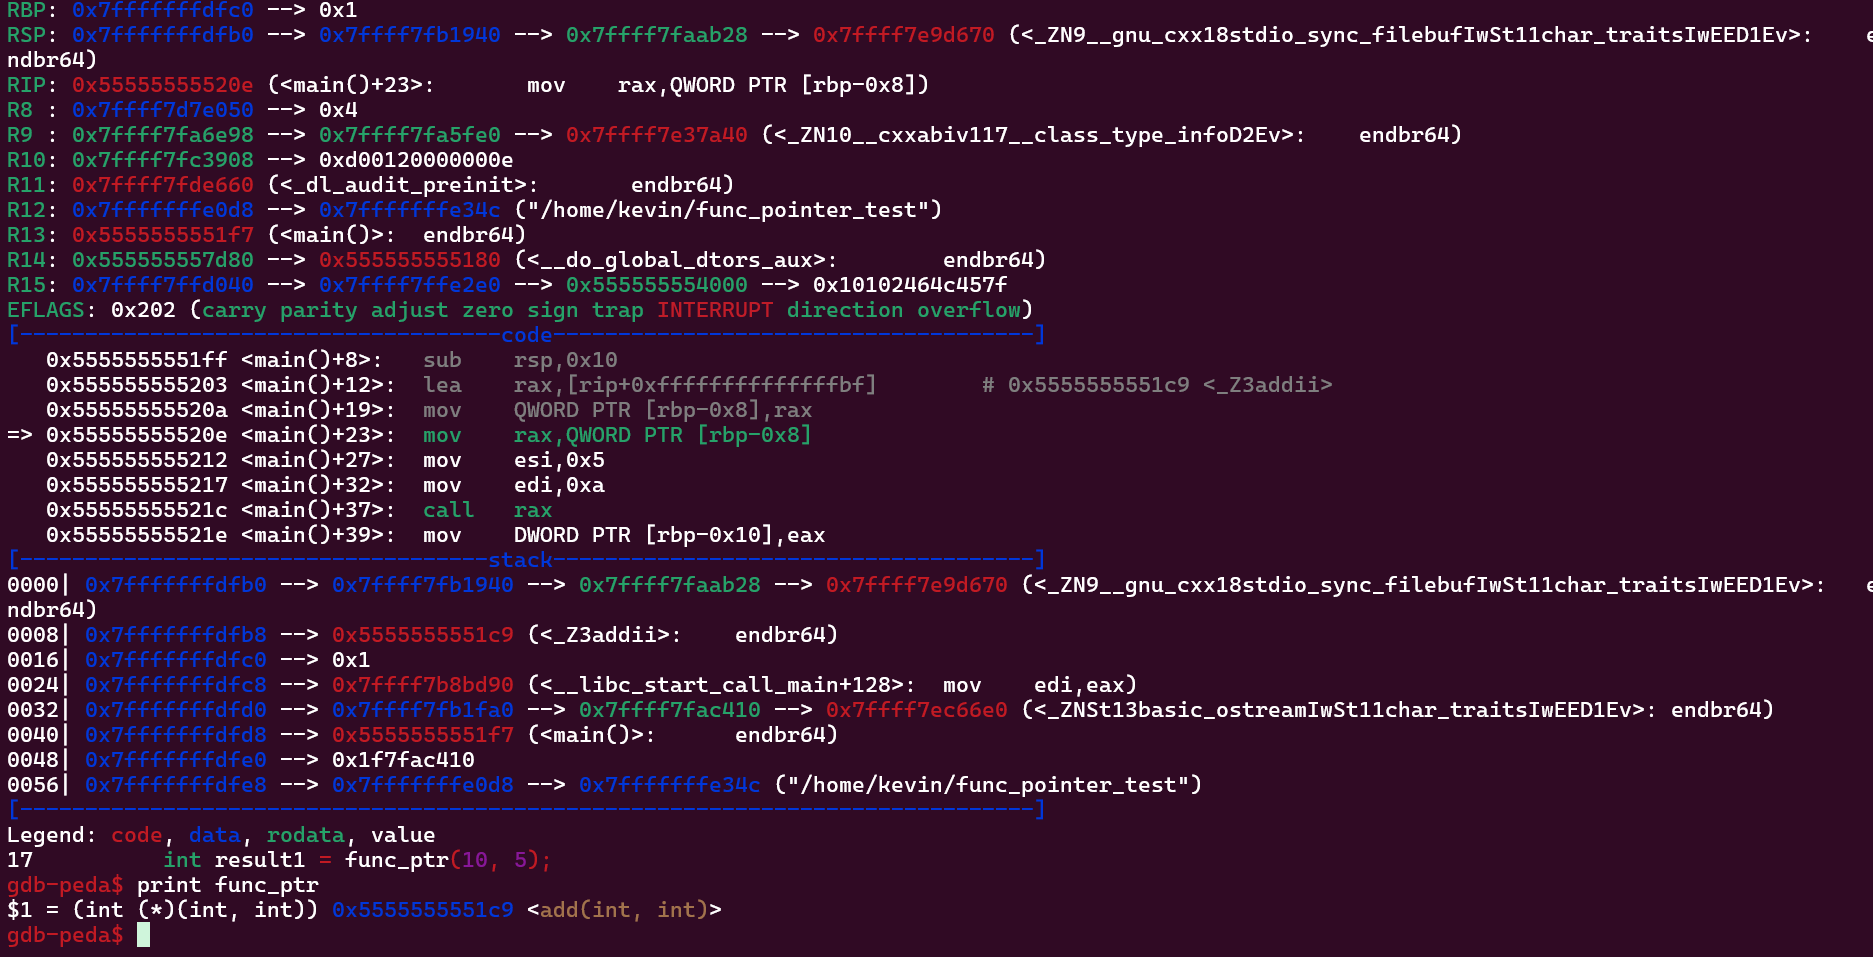 RBP: 0x7fffffffdfc0 --> 0x1
RSP: 0x7fffffffdfb0 --> 0x7ffff7fb1940 --> 0x7ffff7faab28 --> 0x7ffff7e9d670 (<_ZN9__gnu_cxx18stdio_sync_filebufIwSt11char_traitsIwEED1Ev>:    e
ndbr64)
RIP: 0x55555555520e (<main()+23>:       mov    rax,QWORD PTR [rbp-0x8])
R8 : 0x7ffff7d7e050 --> 0x4
R9 : 0x7ffff7fa6e98 --> 0x7ffff7fa5fe0 --> 0x7ffff7e37a40 (<_ZN10__cxxabiv117__class_type_infoD2Ev>:    endbr64)
R10: 0x7ffff7fc3908 --> 0xd00120000000e
R11: 0x7ffff7fde660 (<_dl_audit_preinit>:       endbr64)
R12: 0x7fffffffe0d8 --> 0x7fffffffe34c ("/home/kevin/func_pointer_test")
R13: 0x5555555551f7 (<main()>:  endbr64)
R14: 0x555555557d80 --> 0x555555555180 (<__do_global_dtors_aux>:        endbr64)
R15: 0x7ffff7ffd040 --> 0x7ffff7ffe2e0 --> 0x555555554000 --> 0x10102464c457f
EFLAGS: 0x202 (carry parity adjust zero sign trap INTERRUPT direction overflow)
[-------------------------------------code-------------------------------------]
   0x5555555551ff <main()+8>:   sub    rsp,0x10
   0x555555555203 <main()+12>:  lea    rax,[rip+0xffffffffffffffbf]        # 0x5555555551c9 <_Z3addii>
   0x55555555520a <main()+19>:  mov    QWORD PTR [rbp-0x8],rax
=> 0x55555555520e <main()+23>:  mov    rax,QWORD PTR [rbp-0x8]
   0x555555555212 <main()+27>:  mov    esi,0x5
   0x555555555217 <main()+32>:  mov    edi,0xa
   0x55555555521c <main()+37>:  call   rax
   0x55555555521e <main()+39>:  mov    DWORD PTR [rbp-0x10],eax
[------------------------------------stack-------------------------------------]
0000| 0x7fffffffdfb0 --> 0x7ffff7fb1940 --> 0x7ffff7faab28 --> 0x7ffff7e9d670 (<_ZN9__gnu_cxx18stdio_sync_filebufIwSt11char_traitsIwEED1Ev>:   e
ndbr64)
0008| 0x7fffffffdfb8 --> 0x5555555551c9 (<_Z3addii>:    endbr64)
0016| 0x7fffffffdfc0 --> 0x1
0024| 0x7fffffffdfc8 --> 0x7ffff7b8bd90 (<__libc_start_call_main+128>:  mov    edi,eax)
0032| 0x7fffffffdfd0 --> 0x7ffff7fb1fa0 --> 0x7ffff7fac410 --> 0x7ffff7ec66e0 (<_ZNSt13basic_ostreamIwSt11char_traitsIwEED1Ev>: endbr64)
0040| 0x7fffffffdfd8 --> 0x5555555551f7 (<main()>:      endbr64)
0048| 0x7fffffffdfe0 --> 0x1f7fac410
0056| 0x7fffffffdfe8 --> 0x7fffffffe0d8 --> 0x7fffffffe34c ("/home/kevin/func_pointer_test")
[------------------------------------------------------------------------------]
Legend: code, data, rodata, value
17          int result1 = func_ptr(10, 5);
gdb-peda$ print func_ptr
$1 = (int (*)(int, int)) 0x5555555551c9 <add(int, int)>
gdb-peda$